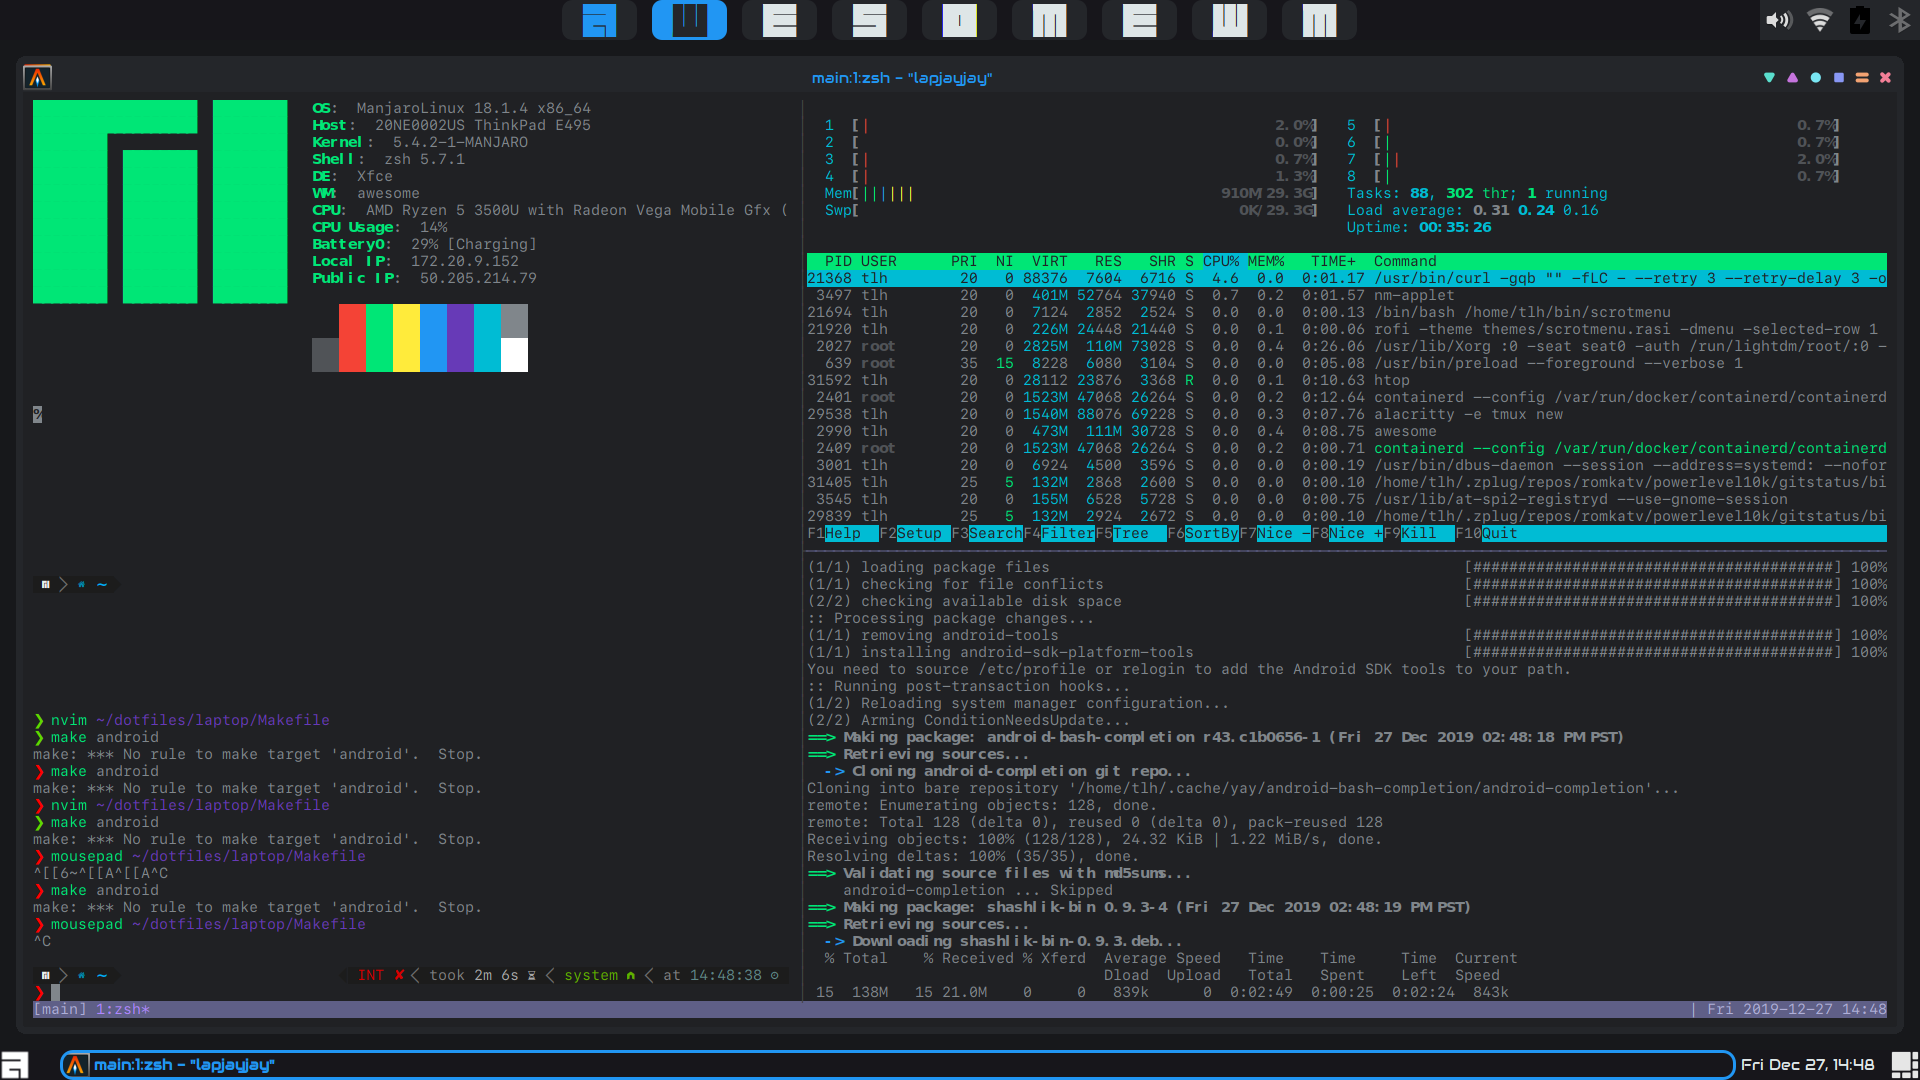 a W E S O M E W M
main:1:zsh - "lapjayjay"
OS: ManjaroLinux 18.1.4 x86_64
Host: 20NE0002US ThinkPad E495
Kernel: 5.4.2-1-MANJARO
Shell: zsh 5.7.1
DE: Xfce
WM: awesome
CPU: AMD Ryzen 5 3500U with Radeon Vega Mobile Gfx (
CPU Usage: 14%
Battery0: 29% [Charging]
Local IP: 172.20.9.152
Public IP: 50.205.214.79
%
~
❯ nvim ~/dotfiles/laptop/Makefile
❯ make android
make: *** No rule to make target 'android'.  Stop.
❯ make android
make: *** No rule to make target 'android'.  Stop.
❯ nvim ~/dotfiles/laptop/Makefile
❯ make android
make: *** No rule to make target 'android'.  Stop.
❯ mousepad ~/dotfiles/laptop/Makefile
^[[6~^[[A^[[A^C
❯ make android
make: *** No rule to make target 'android'.  Stop.
❯ mousepad ~/dotfiles/laptop/Makefile
^C
~ INT ✘ took 2m 6s system at 14:48:38
❯
1 [| 2.0%] 5 [| 0.7%]
2 [ 0.0%] 6 [| 0.7%]
3 [| 0.7%] 7 [|| 2.0%]
4 [| 1.3%] 8 [| 0.7%]
Mem[|||||| 910M/29.3G] Tasks: 88, 302 thr; 1 running
Swp[ 0K/29.3G] Load average: 0.31 0.24 0.16
Uptime: 00:35:26
PID USER PRI NI VIRT RES SHR S CPU% MEM% TIME+ Command
21368 tlh 20 0 88376 7604 6716 S 4.6 0.0 0:01.17 /usr/bin/curl -gqb "" -fLC - --retry 3 --retry-delay 3 -o
3497 tlh 20 0 401M 52764 37940 S 0.7 0.2 0:01.57 nm-applet
21694 tlh 20 0 7124 2852 2524 S 0.0 0.0 0:00.13 /bin/bash /home/tlh/bin/scrotmenu
21920 tlh 20 0 226M 24448 21440 S 0.0 0.1 0:00.06 rofi -theme themes/scrotmenu.rasi -dmenu -selected-row 1
2027 root 20 0 2825M 110M 73028 S 0.0 0.4 0:26.06 /usr/lib/Xorg :0 -seat seat0 -auth /run/lightdm/root/:0 -
639 root 35 15 8228 6080 3104 S 0.0 0.0 0:05.08 /usr/bin/preload --foreground --verbose 1
31592 tlh 20 0 28112 23876 3368 R 0.0 0.1 0:10.63 htop
2401 root 20 0 1523M 47068 26264 S 0.0 0.2 0:12.64 containerd --config /var/run/docker/containerd/containerd
29538 tlh 20 0 1540M 88076 69228 S 0.0 0.3 0:07.76 alacritty -e tmux new
2990 tlh 20 0 473M 111M 30728 S 0.0 0.4 0:08.75 awesome
2409 root 20 0 1523M 47068 26264 S 0.0 0.2 0:00.71 containerd --config /var/run/docker/containerd/containerd
3001 tlh 20 0 6924 4500 3596 S 0.0 0.0 0:00.19 /usr/bin/dbus-daemon --session --address=systemd: --nofor
31405 tlh 25 5 132M 2868 2600 S 0.0 0.0 0:00.10 /home/tlh/.zplug/repos/romkatv/powerlevel10k/gitstatus/bi
3545 tlh 20 0 155M 6528 5728 S 0.0 0.0 0:00.75 /usr/lib/at-spi2-registryd --use-gnome-session
29839 tlh 25 5 132M 2924 2672 S 0.0 0.0 0:00.10 /home/tlh/.zplug/repos/romkatv/powerlevel10k/gitstatus/bi
F1Help F2Setup F3SearchF4FilterF5Tree F6SortByF7Nice -F8Nice +F9Kill F10Quit
(1/1) loading package files [########################################] 100%
(1/1) checking for file conflicts [########################################] 100%
(2/2) checking available disk space [########################################] 100%
:: Processing package changes...
(1/1) removing android-tools [########################################] 100%
(1/1) installing android-sdk-platform-tools [########################################] 100%
You need to source /etc/profile or relogin to add the Android SDK tools to your path.
:: Running post-transaction hooks...
(1/2) Reloading system manager configuration...
(2/2) Arming ConditionNeedsUpdate...
==> Making package: android-bash-completion r43.c1b0656-1 (Fri 27 Dec 2019 02:48:18 PM PST)
==> Retrieving sources...
-> Cloning android-completion git repo...
Cloning into bare repository '/home/tlh/.cache/yay/android-bash-completion/android-completion'...
remote: Enumerating objects: 128, done.
remote: Total 128 (delta 0), reused 0 (delta 0), pack-reused 128
Receiving objects: 100% (128/128), 24.32 KiB | 1.22 MiB/s, done.
Resolving deltas: 100% (35/35), done.
==> Validating source files with md5sums...
android-completion ... Skipped
==> Making package: shashlik-bin 0.9.3-4 (Fri 27 Dec 2019 02:48:19 PM PST)
==> Retrieving sources...
-> Downloading shashlik-bin-0.9.3.deb...
% Total % Received % Xferd Average Speed Time Time Time Current
Dload Upload Total Spent Left Speed
15 138M 15 21.0M 0 0 839k 0 0:02:49 0:00:25 0:02:24 843k
[main] 1:zsh* | Fri 2019-12-27 14:48
main:1:zsh - "lapjayjay" Fri Dec 27, 14:48